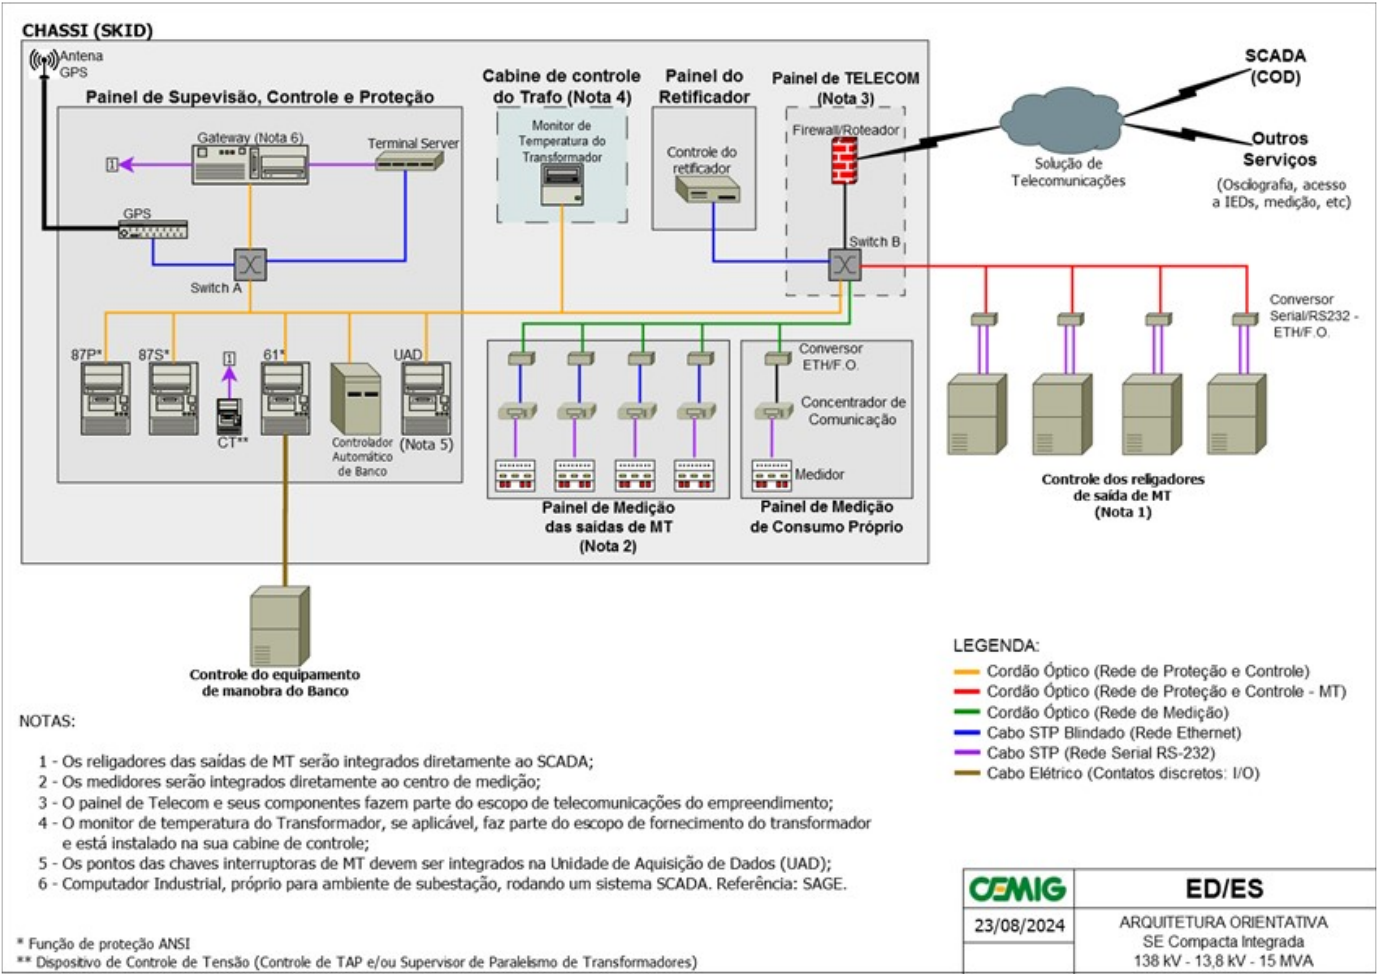 CHASSI (SKID)
Antena
GPS
Painel de Supevisão, Controle e Proteção
Gateway (Nota 6)
Terminal Server
1
GPS
Switch A
87P*
87S*
1
CT**
61*
Controlador
Automático
de Banco
UAD
(Nota 5)
Cabine de controle
do Trafo (Nota 4)
Monitor de
Temperatura do
Transformador
Painel do
Retificador
Controle do
retificador
Painel de TELECOM
(Nota 3)
Firewall/Roteador
Switch B
Solução de
Telecomunicações
SCADA
(COD)
Outros
Serviços
(Oscilografia, acesso
a IEDs, medição, etc)
Conversor
Serial/RS232 -
ETH/F.O.
Controle dos religadores
de saída de MT
(Nota 1)
Conversor
ETH/F.O.
Concentrador de
Comunicação
Medidor
Painel de Medição
das saídas de MT
(Nota 2)
Painel de Medição
de Consumo Próprio
Controle do equipamento
de manobra do Banco
LEGENDA:
Cordão Óptico (Rede de Proteção e Controle)
Cordão Óptico (Rede de Proteção e Controle - MT)
Cordão Óptico (Rede de Medição)
Cabo STP Blindado (Rede Ethernet)
Cabo STP (Rede Serial RS-232)
Cabo Elétrico (Contatos discretos: I/O)
NOTAS:
1 - Os religadores das saídas de MT serão integrados diretamente ao SCADA;
2 - Os medidores serão integrados diretamente ao centro de medição;
3 - O painel de Telecom e seus componentes fazem parte do escopo de telecomunicações do empreendimento;
4 - O monitor de temperatura do Transformador, se aplicável, faz parte do escopo de fornecimento do transformador
e está instalado na sua cabine de controle;
5 - Os pontos das chaves interruptoras de MT devem ser integrados na Unidade de Aquisição de Dados (UAD);
6 - Computador Industrial, próprio para ambiente de subestação, rodando um sistema SCADA. Referência: SAGE.
* Função de proteção ANSI
** Dispositivo de Controle de Tensão (Controle de TAP e/ou Supervisor de Paralelismo de Transformadores)
CEMIG
ED/ES
23/08/2024
ARQUITETURA ORIENTATIVA
SE Compacta Integrada
138 kV - 13,8 kV - 15 MVA